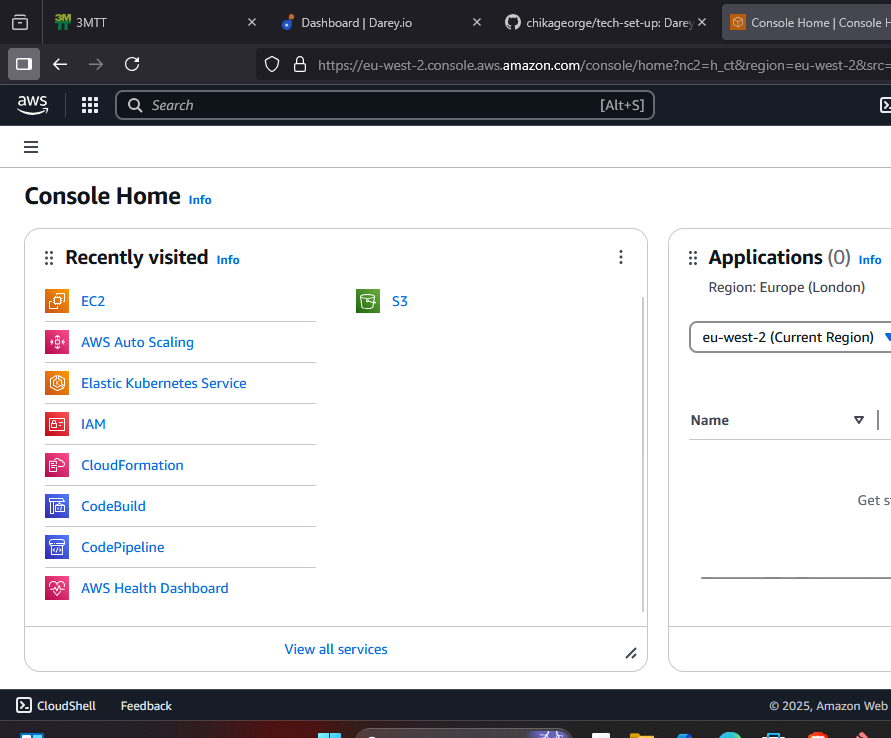 3MTT
Dashboard | Darey.io
chikageorge/tech-set-up: Darey
Console Home | Console H
https://eu-west-2.console.aws.amazon.com/console/home?nc2=h_ct&region=eu-west-2&src=
aws
Search
[Alt+S]
Console Home Info
Recently visited Info
EC2
AWS Auto Scaling
Elastic Kubernetes Service
IAM
CloudFormation
CodeBuild
CodePipeline
AWS Health Dashboard
S3
View all services
Applications (0) Info
Region: Europe (London)
eu-west-2 (Current Region)
Name
Get s
CloudShell
Feedback
© 2025, Amazon Web